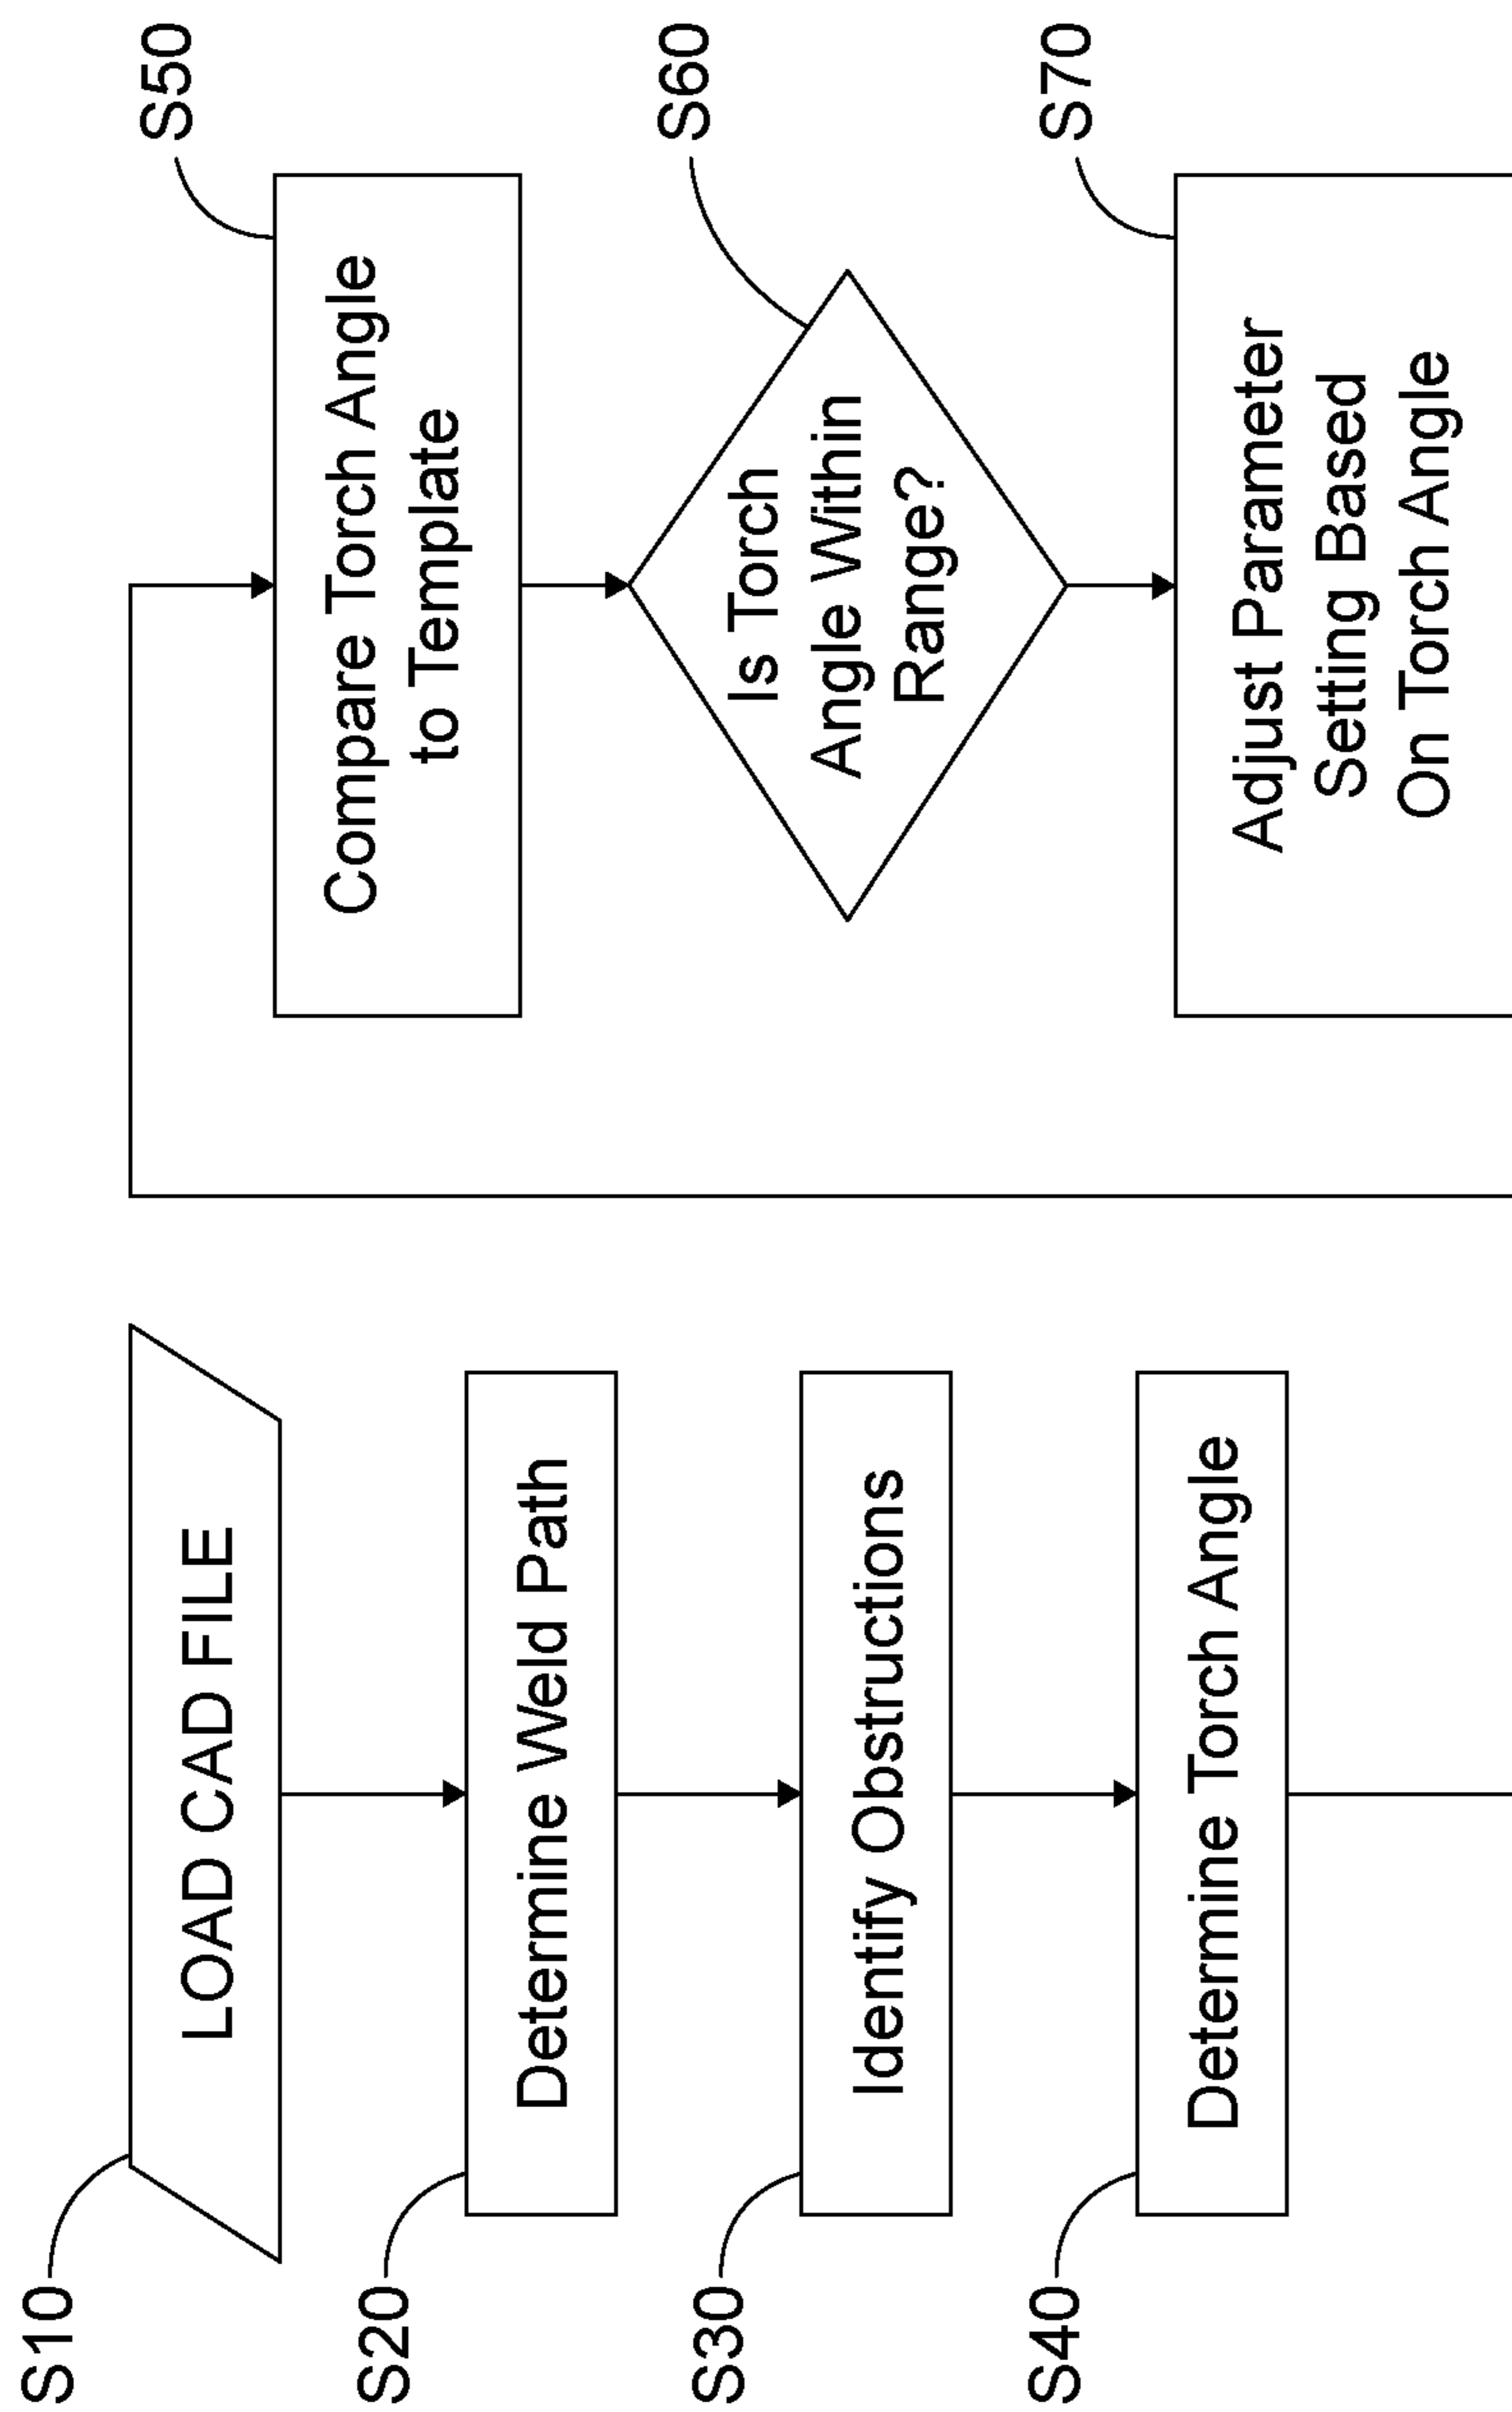 S10
LOAD CAD FILE
S20
Determine Weld Path
S30
Identify Obstructions
S40
Determine Torch Angle
S50
Compare Torch Angle
to Template
S60
Is Torch
Angle Within
Range?
S70
Adjust Parameter
Setting Based
On Torch Angle